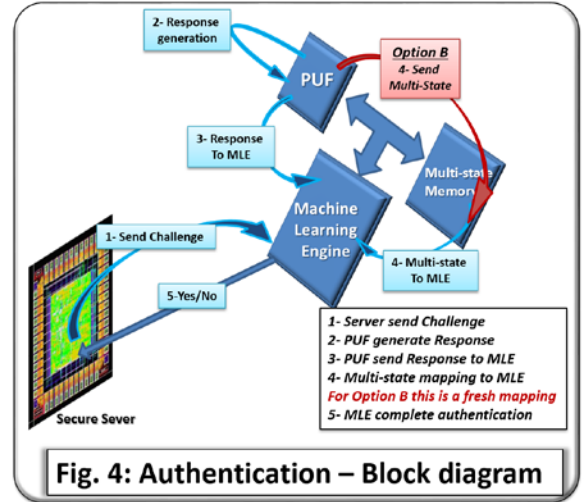 2- Response
generation
PUF
Option B
4- Send
Multi-State
3- Response
To MLE
Multi-state
Memory
Machine
Learning
Engine
1- Send Challenge
4- Multi-state
To MLE
5-Yes/No
Secure Sever
1- Server send Challenge
2- PUF generate Response
3- PUF send Response to MLE
4- Multi-state mapping to MLE
For Option B this is a fresh mapping
5- MLE complete authentication
Fig. 4: Authentication – Block diagram